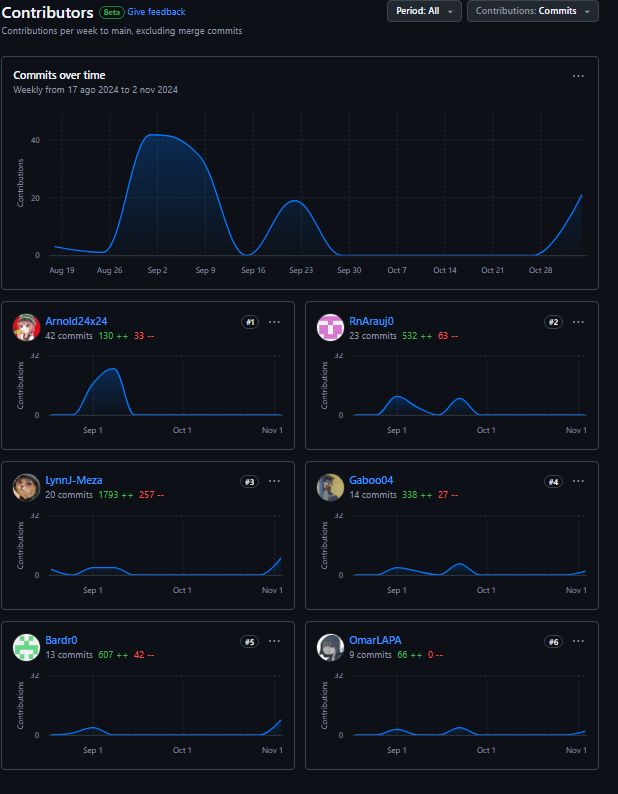 Contributors Beta Give feedback
Period: All
Contributions: Commits
Contributions per week to main, excluding merge commits
Commits over time
Weekly from 17 ago 2024 to 2 nov 2024
Contributions
40
20
0
Aug 19 Aug 26 Sep 2 Sep 9 Sep 16 Sep 23 Sep 30 Oct 7 Oct 14 Oct 21 Oct 28
Arnold24x24 #1
42 commits 130 ++ 33 --
Contributions
32
0
Sep 1 Oct 1 Nov 1
RnArauj0 #2
23 commits 532 ++ 63 --
Contributions
32
0
Sep 1 Oct 1 Nov 1
LynnJ-Meza #3
20 commits 1793 ++ 257 --
Contributions
32
0
Sep 1 Oct 1 Nov 1
Gaboo04 #4
14 commits 338 ++ 27 --
Contributions
32
0
Sep 1 Oct 1 Nov 1
Bardr0 #5
13 commits 607 ++ 42 --
Contributions
32
0
Sep 1 Oct 1 Nov 1
OmarLAPA #6
9 commits 66 ++ 0 --
Contributions
32
0
Sep 1 Oct 1 Nov 1